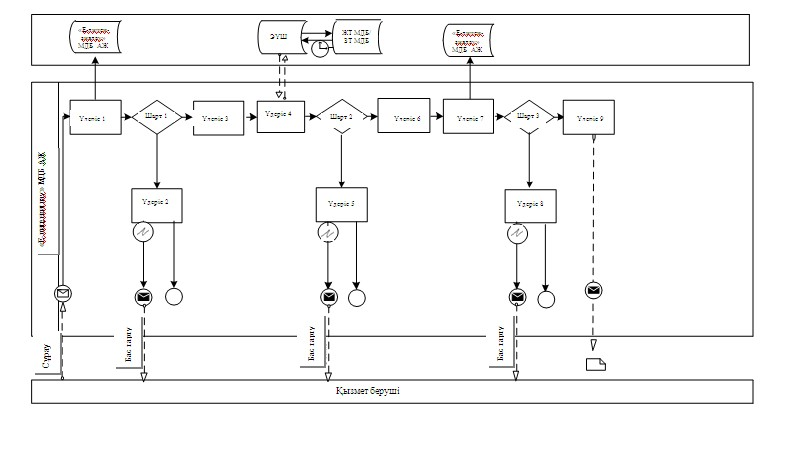 МДБ АЖ
ЭҮШ
ЖТ МДБ/
ЗТ МДБ
МДБ АЖ
Үдеріс 1
Шарт 1
Үдеріс 3
Үдеріс 4
Шарт 2
Үдеріс 6
Үдеріс 7
Шарт 3
Үдеріс 9
МДБ АЖ
Үдеріс 2
Үдеріс 5
Үдеріс 8
Сұрау
Бас тарту
Бас тарту
Бас тарту
Қызмет беруші